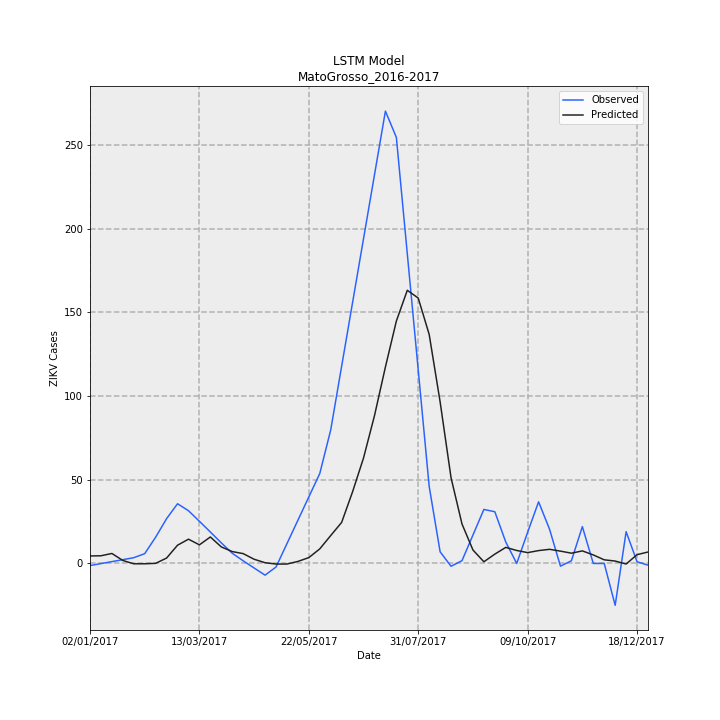 LSTM Model
MatoGrosso_2016-2017
Observed
Predicted
250
200
150
100
50
0
ZIKV Cases
02/01/2017
13/03/2017
22/05/2017
31/07/2017
09/10/2017
18/12/2017
Date